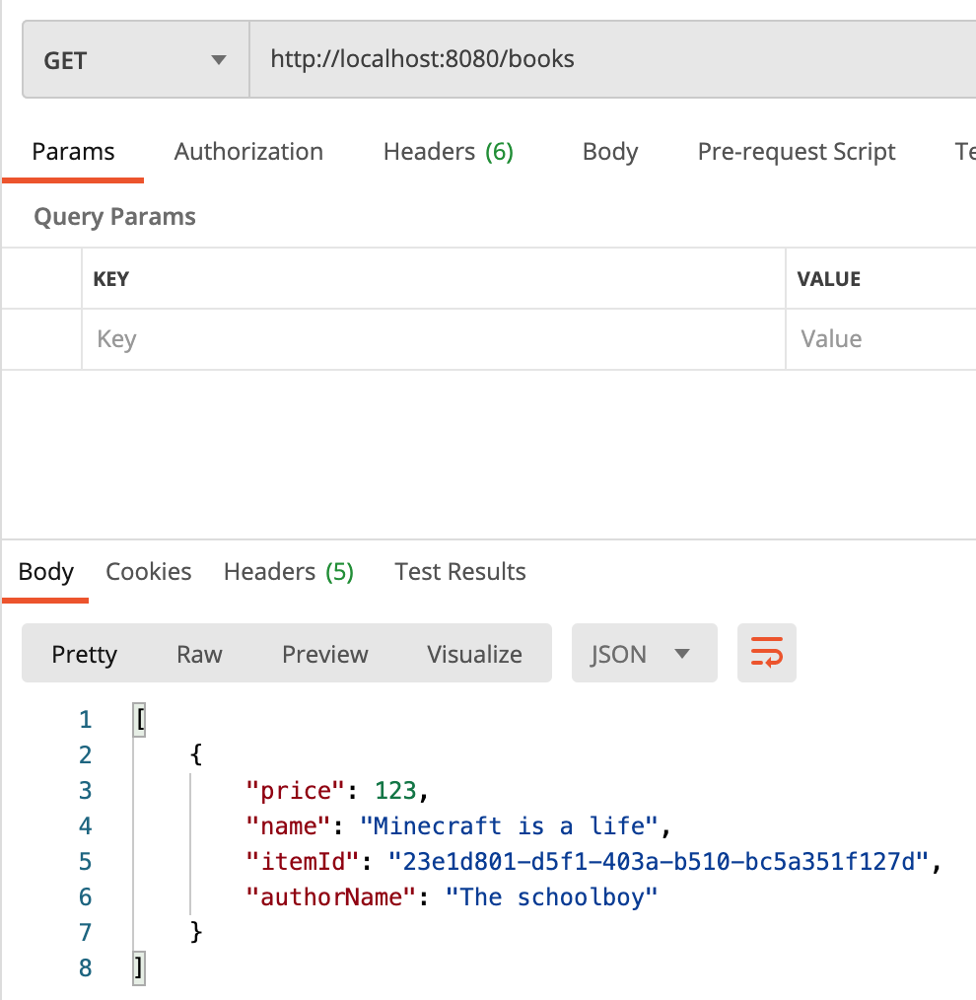 GET http://localhost:8080/books
Params Authorization Headers (6) Body Pre-request Script Te
Query Params
KEY VALUE
Key Value
Body Cookies Headers (5) Test Results
Pretty Raw Preview Visualize JSON
1 [
2 {
3 "price": 123,
4 "name": "Minecraft is a life",
5 "itemId": "23e1d801-d5f1-403a-b510-bc5a351f127d",
6 "authorName": "The schoolboy"
7 }
8 ]